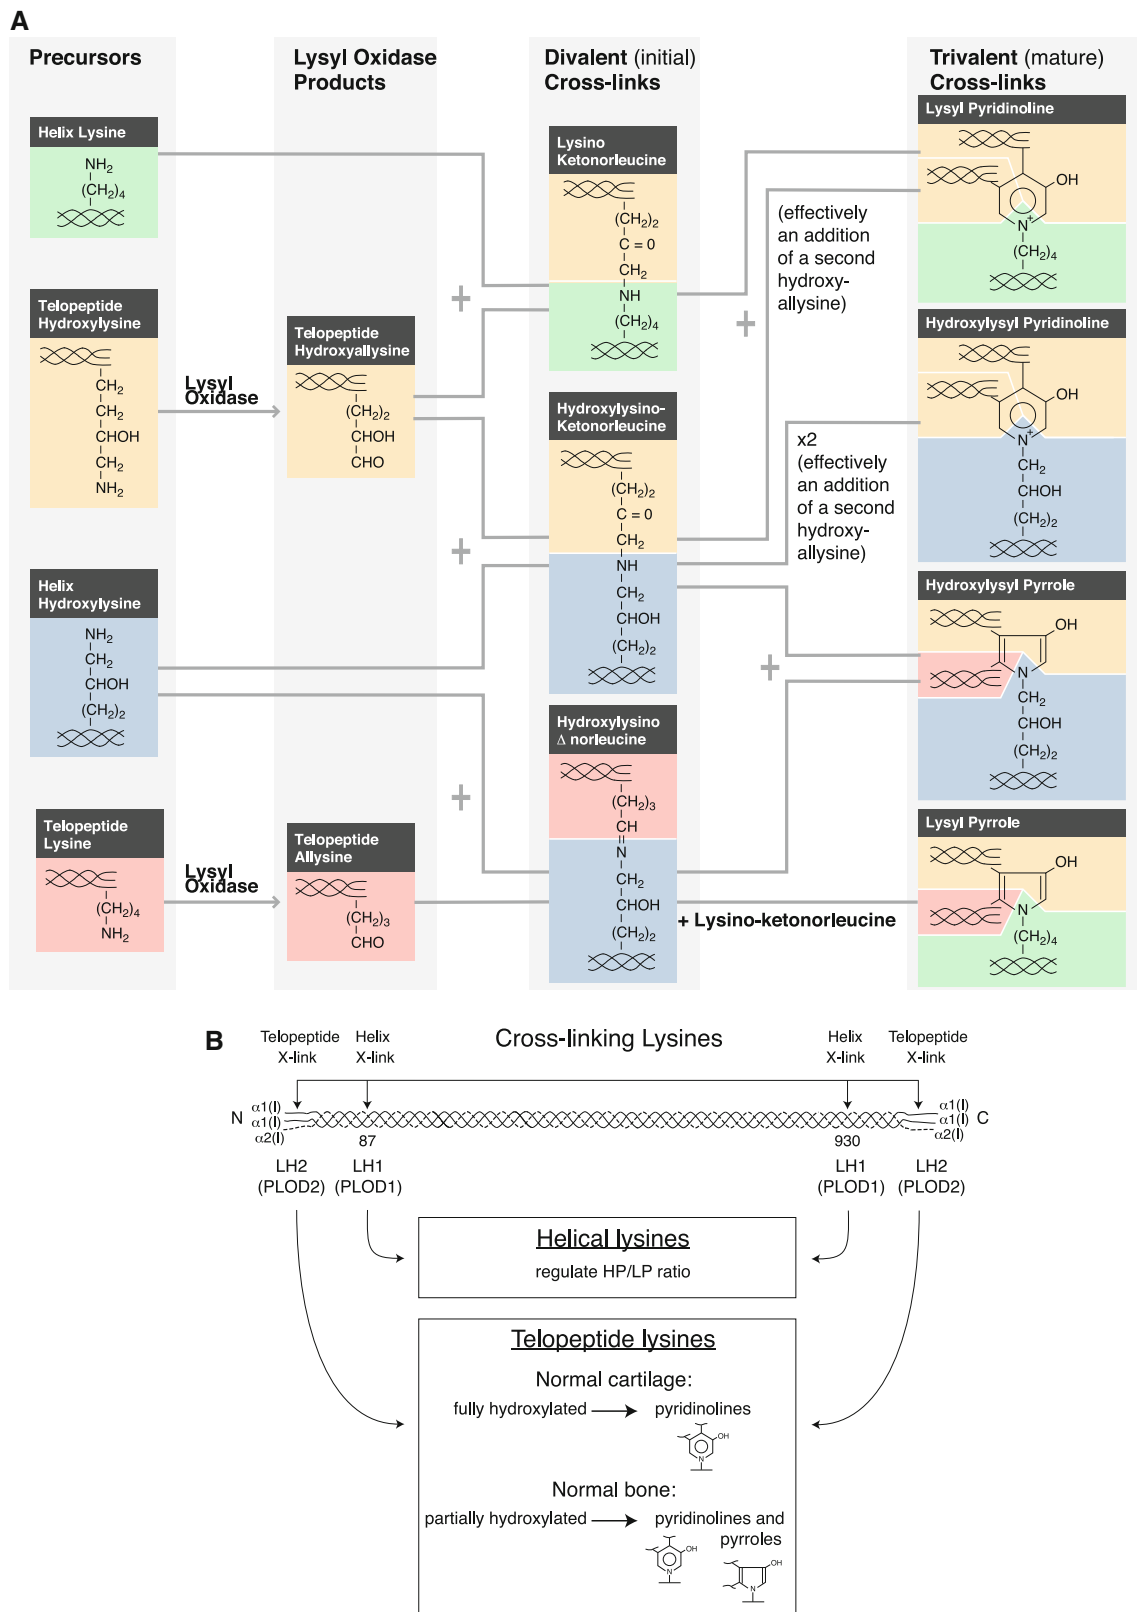 A
Precursors
Lysyl Oxidase
Products
Divalent (initial)
Cross-links
Trivalent (mature)
Cross-links
Helix Lysine
NH2
(CH2)4
Telopeptide
Hydroxylysine
CH2
CH2
CHOH
CH2
NH2
Lysyl
Oxidase
Helix
Hydroxylysine
NH2
CH2
CHOH
(CH2)2
Telopeptide
Lysine
(CH2)4
NH2
Lysyl
Oxidase
Telopeptide
Hydroxyallysine
(CH2)2
CHOH
CHO
Telopeptide
Allysine
(CH2)3
CHO
+
+
+
Lysino
Ketonorleucine
(CH2)2
C = 0
CH2
NH
(CH2)4
Hydroxylysino-
Ketonorleucine
(CH2)2
C = 0
CH2
NH
CH2
CHOH
(CH2)2
Hydroxylysino
Δ norleucine
(CH2)3
CH
N
CH2
CHOH
(CH2)2
+
(effectively
an addition
of a second
hydroxy-
allysine)
x2
(effectively
an addition
of a second
hydroxy-
allysine)
+
+ Lysino-ketonorleucine
Lysyl Pyridinoline
OH
N+
(CH2)4
Hydroxylysyl Pyridinoline
OH
N+
CH2
CHOH
(CH2)2
Hydroxylysyl Pyrrole
OH
N
CH2
CHOH
(CH2)2
Lysyl Pyrrole
OH
N
(CH2)4
B
Cross-linking Lysines
Telopeptide
X-link
Helix
X-link
Helix
X-link
Telopeptide
X-link
N
α1(I)
α1(I)
α2(I)
α1(I)
α1(I)
α2(I)
C
87
930
LH2
(PLOD2)
LH1
(PLOD1)
LH1
(PLOD1)
LH2
(PLOD2)
Helical lysines
regulate HP/LP ratio
Telopeptide lysines
Normal cartilage:
fully hydroxylated
pyridinolines
OH
N
Normal bone:
partially hydroxylated
pyridinolines and
pyrroles
OH
N
OH
N